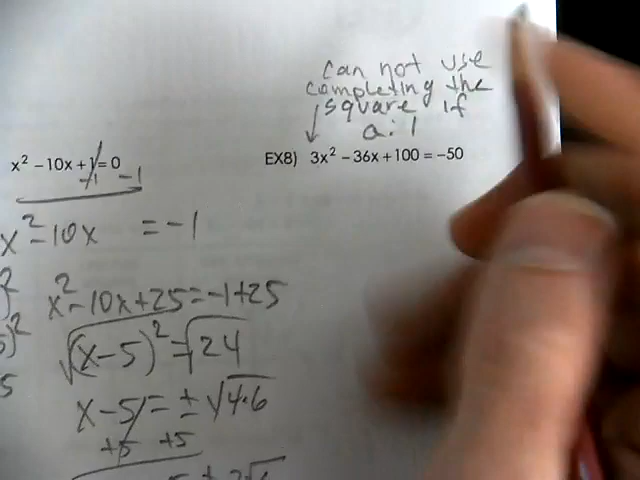 can not use
completing the
square if
a: 1
x² - 10x + 1 = 0
-1 -1
EX8) 3x² - 36x + 100 = -50
x² - 10x = -1
x² - 10x + 25 = -1 + 25
√(x - 5)² = √24
x - 5 = ± √4·6
+5 +5